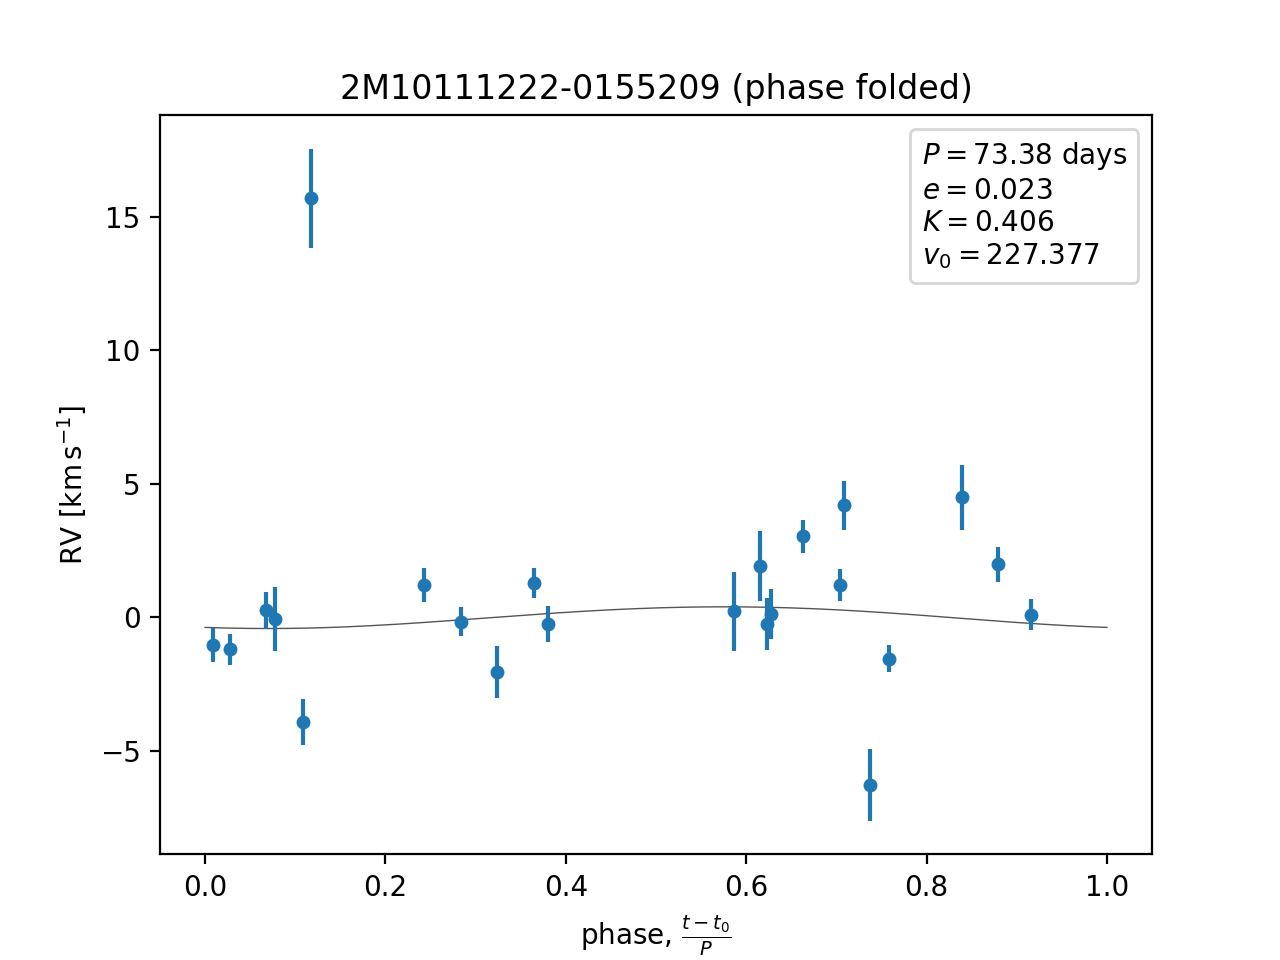 2M10111222-0155209 (phase folded)
P = 73.38 days
e = 0.023
K = 0.406
v₀ = 227.377
15
10
5
0
−5
RV [km s⁻¹]
0.0 0.2 0.4 0.6 0.8 1.0
phase, (t − t₀)/P